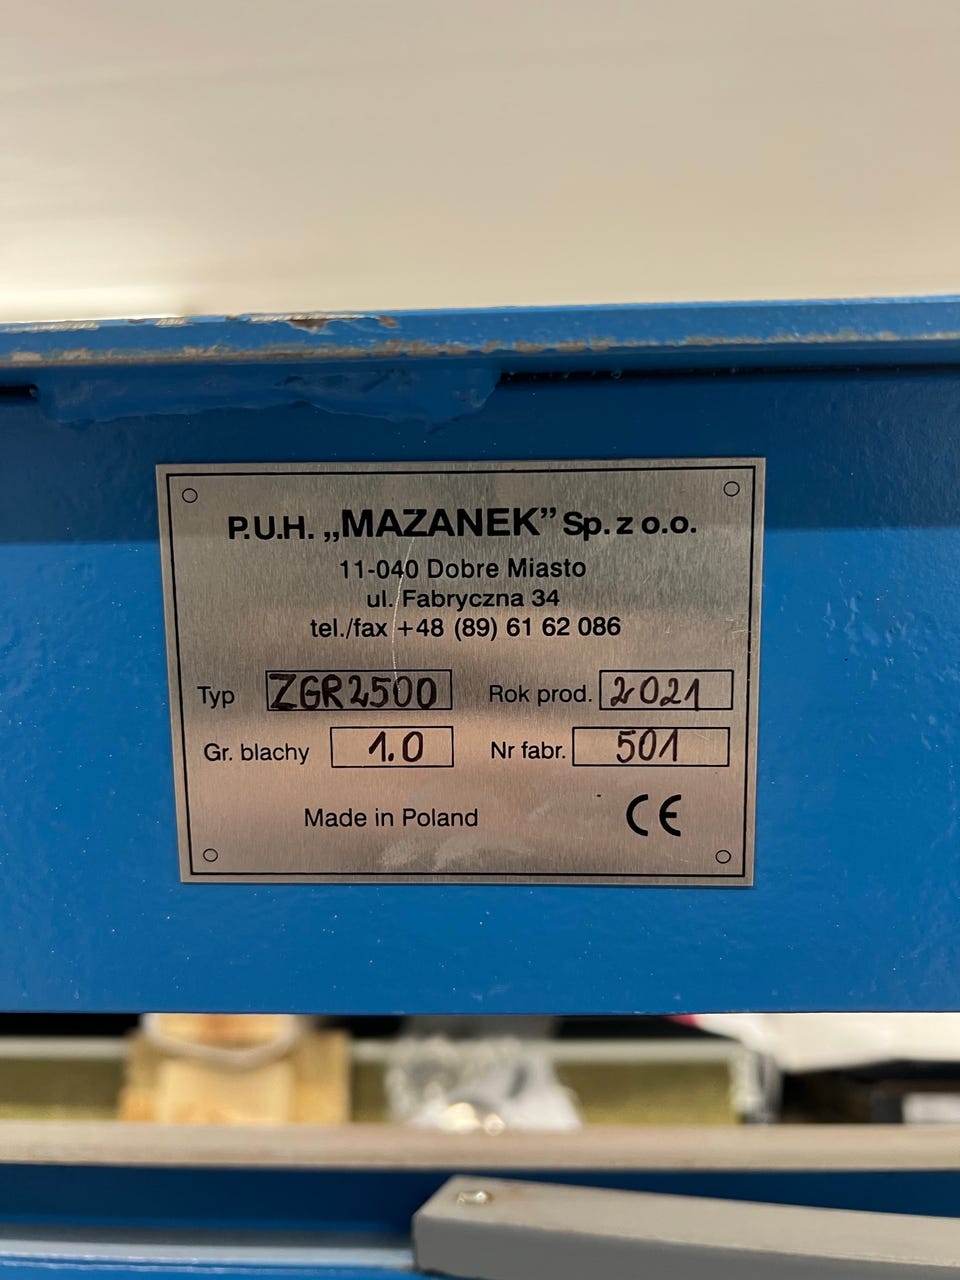 P.U.H. „MAZANEK” Sp. z o.o.
11-040 Dobre Miasto
ul. Fabryczna 34
tel./fax +48 (89) 61 62 086
Typ ZGR2500 Rok prod. 2021
Gr. blachy 1.0 Nr fabr. 501
Made in Poland CE